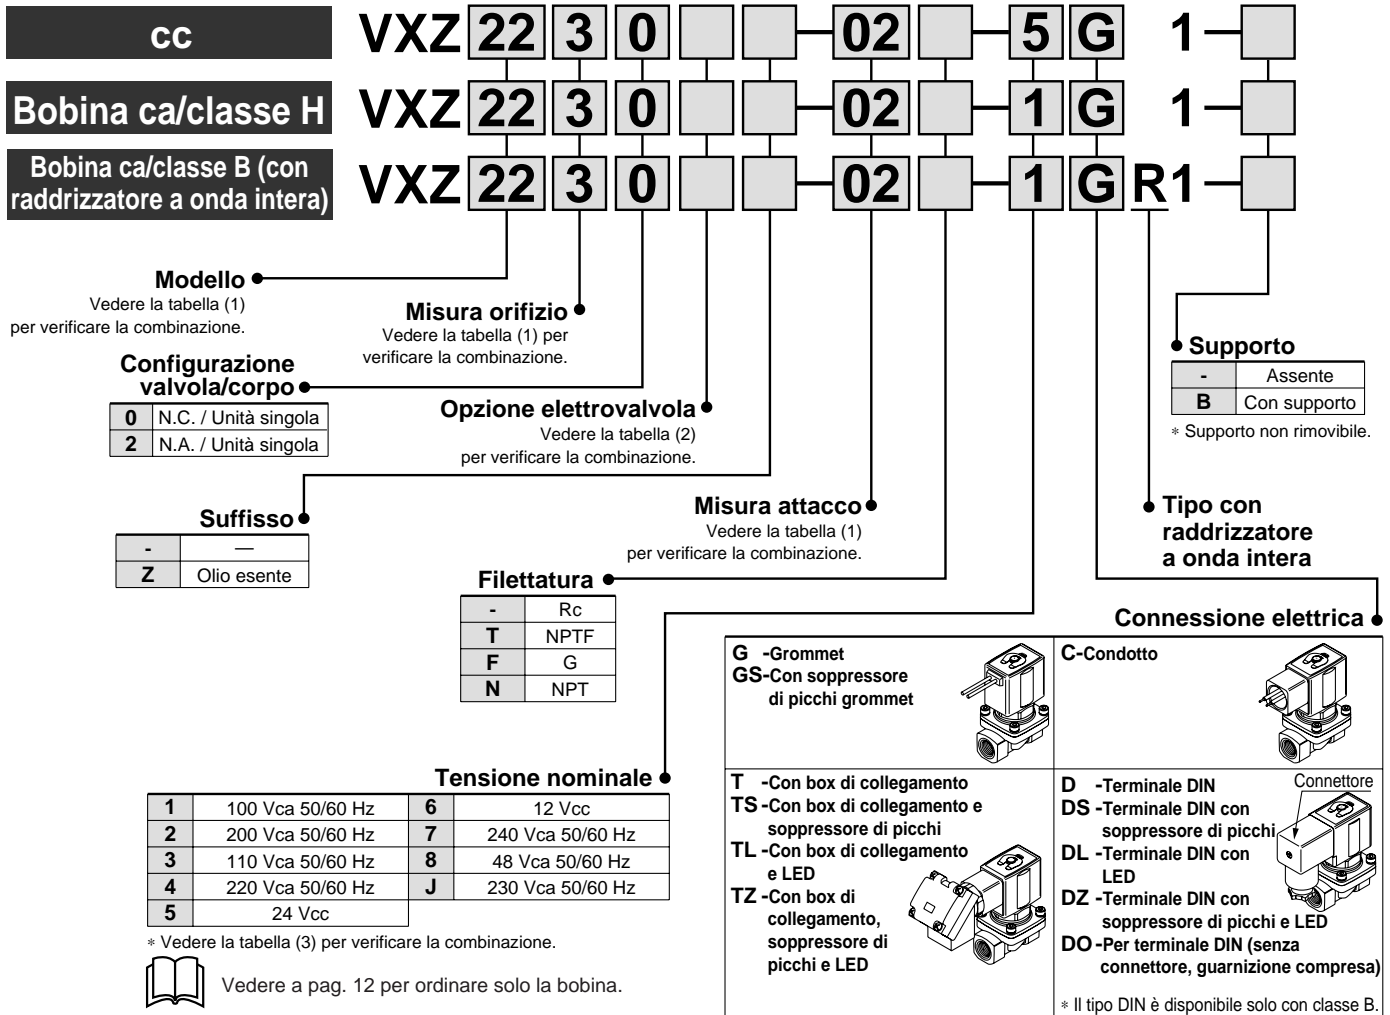 cc
VXZ 22 3 0 — 02 — 5 G 1 —
Bobina ca/classe H
VXZ 22 3 0 — 02 — 1 G 1 —
Bobina ca/classe B (con
raddrizzatore a onda intera)
VXZ 22 3 0 — 02 — 1 G R1 —
Modello
Vedere la tabella (1)
per verificare la combinazione.
Misura orifizio
Vedere la tabella (1) per
verificare la combinazione.
Configurazione
valvola/corpo
0 N.C. / Unità singola
2 N.A. / Unità singola
Opzione elettrovalvola
Vedere la tabella (2)
per verificare la combinazione.
Supporto
- Assente
B Con supporto
* Supporto non rimovibile.
Suffisso
- —
Z Olio esente
Misura attacco
Vedere la tabella (1)
per verificare la combinazione.
Tipo con
raddrizzatore
a onda intera
Filettatura
- Rc
T NPTF
F G
N NPT
Connessione elettrica
G -Grommet
GS-Con soppressore
di picchi grommet
C-Condotto
T -Con box di collegamento
TS -Con box di collegamento e
soppressore di picchi
TL -Con box di collegamento
e LED
TZ -Con box di
collegamento,
soppressore di
picchi e LED
D -Terminale DIN
Connettore
DS -Terminale DIN con
soppressore di picchi
DL -Terminale DIN con
LED
DZ -Terminale DIN con
soppressore di picchi e LED
DO -Per terminale DIN (senza
connettore, guarnizione compresa)
* Il tipo DIN è disponibile solo con classe B.
Tensione nominale
1 100 Vca 50/60 Hz 6 12 Vcc
2 200 Vca 50/60 Hz 7 240 Vca 50/60 Hz
3 110 Vca 50/60 Hz 8 48 Vca 50/60 Hz
4 220 Vca 50/60 Hz J 230 Vca 50/60 Hz
5 24 Vcc
* Vedere la tabella (3) per verificare la combinazione.
Vedere a pag. 12 per ordinare solo la bobina.